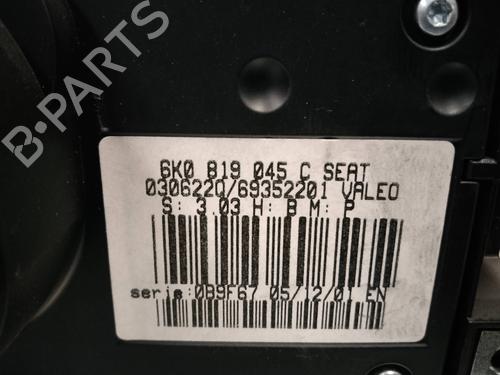 B-PARTS
6K0 819 045 C SEAT
030622Q/69352201 VALEO
S: 3.03 H: B M: P
serie:0B9F67 05/12/01 EN